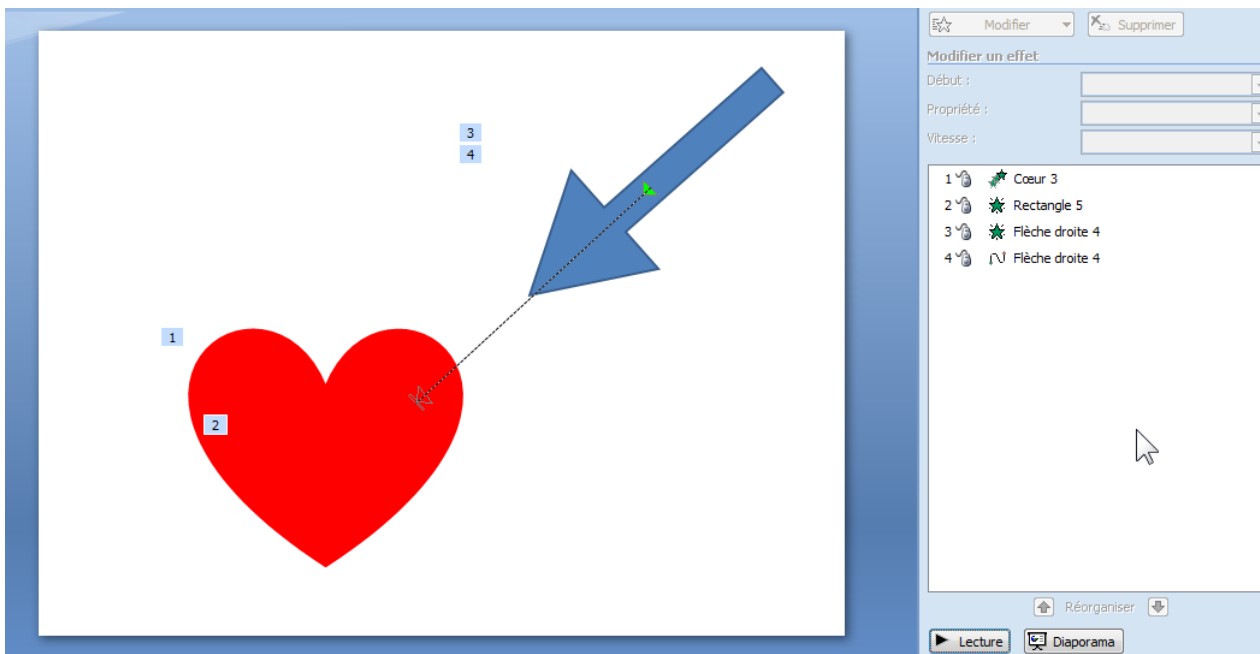 Modifier
Supprimer
Modifier un effet
Début :
Propriété :
Vitesse :
3
4
1
2
1 Cœur 3
2 Rectangle 5
3 Flèche droite 4
4 Flèche droite 4
Réorganiser
Lecture
Diaporama